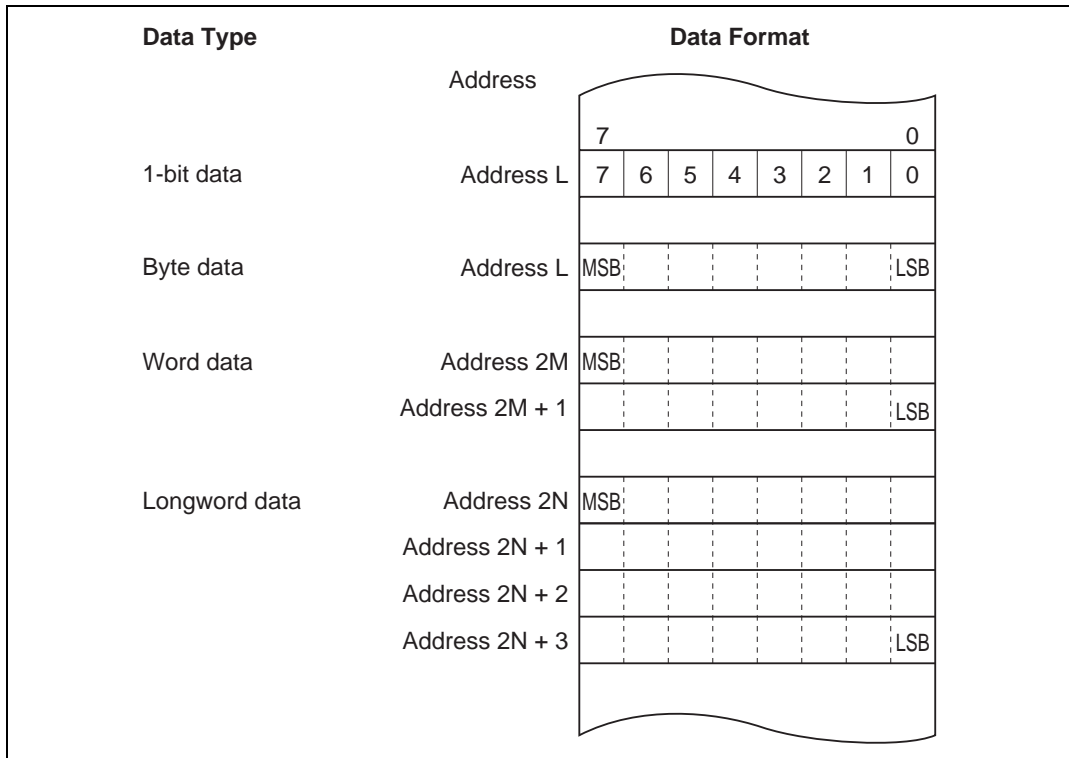 Data Type Data Format
Address
7 0
1-bit data Address L 7 6 5 4 3 2 1 0
Byte data Address L MSB LSB
Word data Address 2M MSB
Address 2M + 1 LSB
Longword data Address 2N MSB
Address 2N + 1
Address 2N + 2
Address 2N + 3 LSB